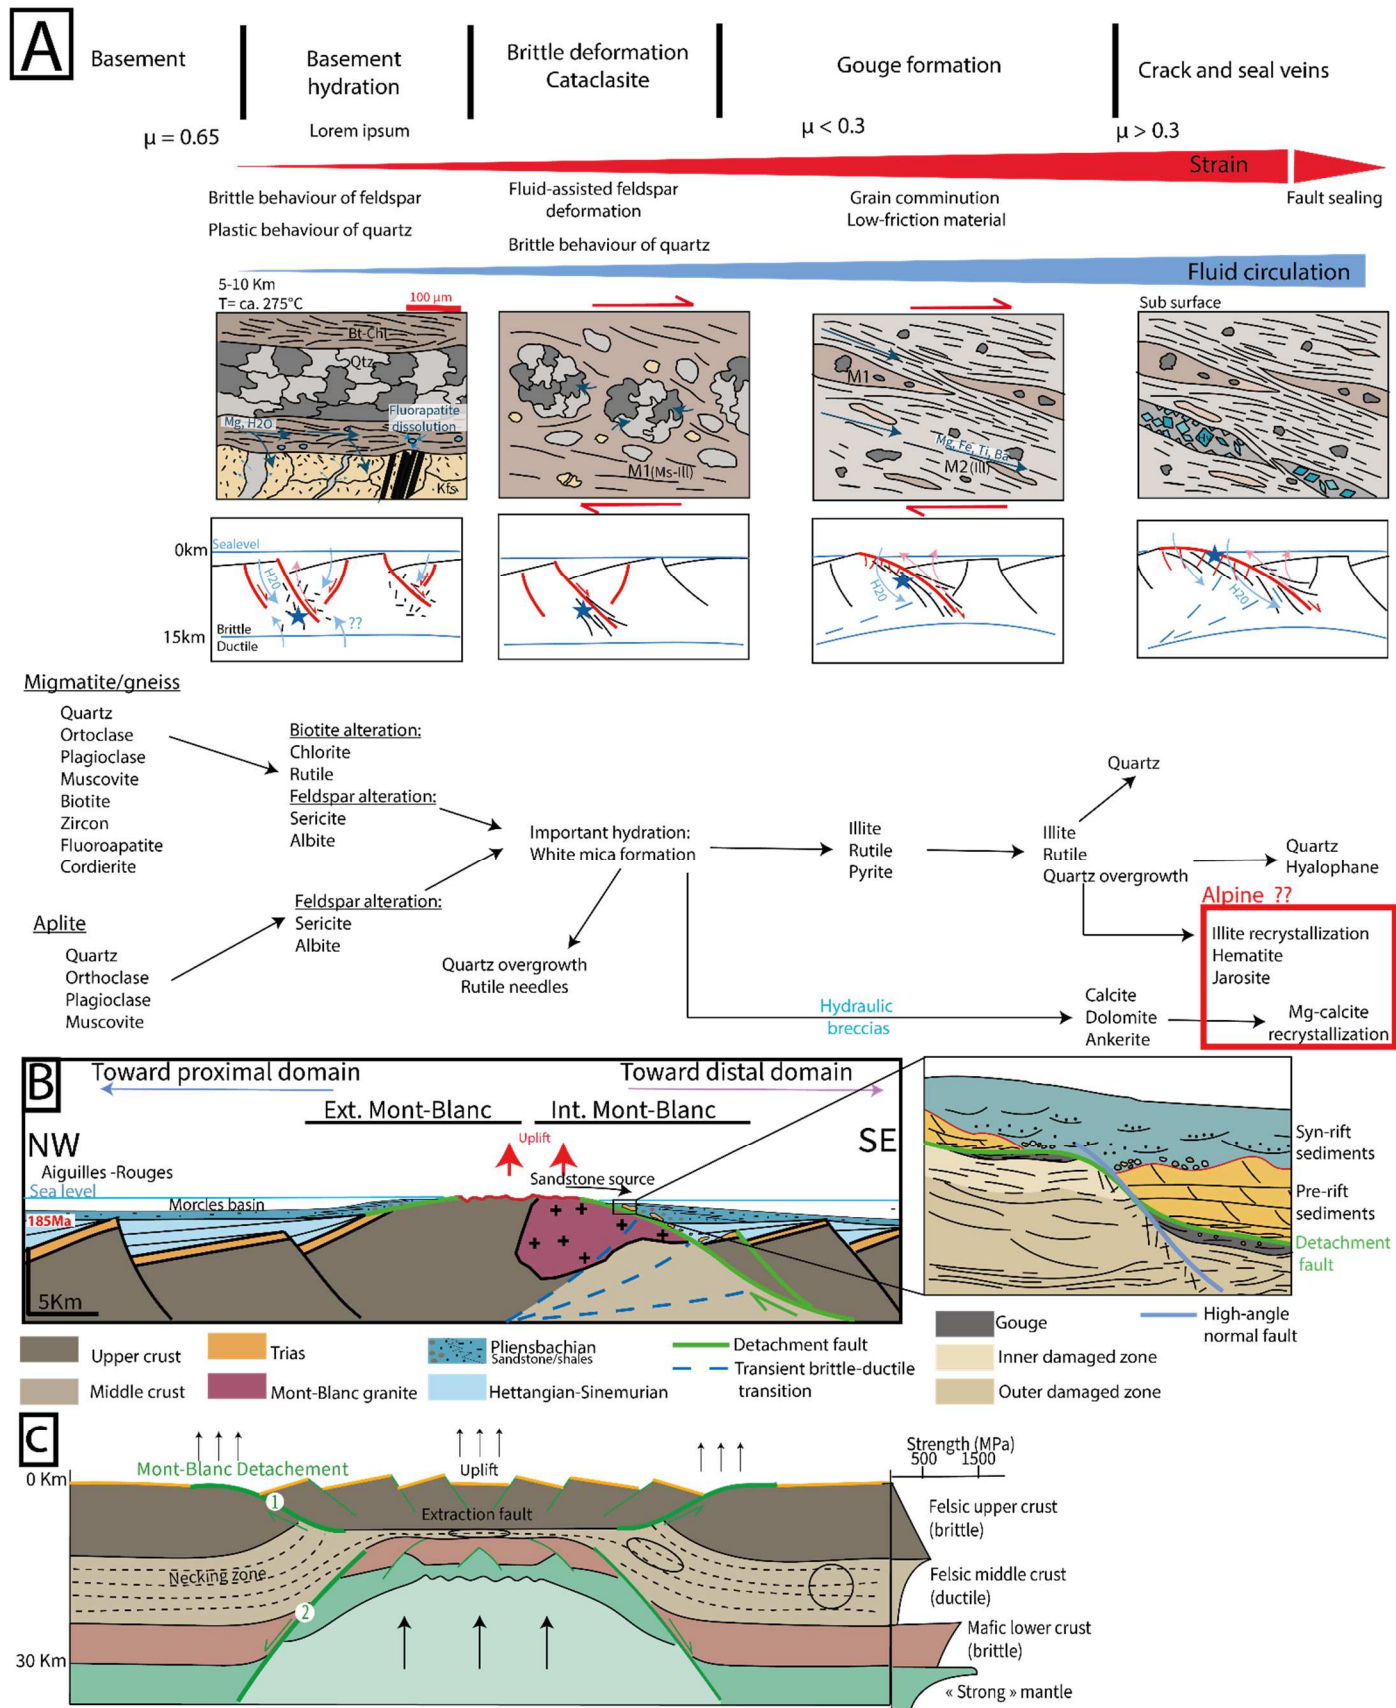 A
Basement
Basement
hydration
Brittle deformation
Cataclasite
Gouge formation
Crack and seal veins
Lorem ipsum
μ = 0.65
μ < 0.3
μ > 0.3
Strain
Brittle behaviour of feldspar
Plastic behaviour of quartz
Fluid-assisted feldspar
deformation
Brittle behaviour of quartz
Grain comminution
Low-friction material
Fault sealing
Fluid circulation
5-10 Km
T= ca. 275°C
100 μm
Sub surface
Bt-Chl
Qtz
Mg, H2O
Fluorapatite
dissolution
Kfs
M1(Ms-Ill)
M1
Mg, Fe, Ti, Ba
M2(Ill)
Hy
0km
Sealevel
H20
??
15km
Brittle
Ductile
H20
H20
Migmatite/gneiss
Quartz
Ortoclase
Plagioclase
Muscovite
Biotite
Zircon
Fluoroapatite
Cordierite
Biotite alteration:
Chlorite
Rutile
Feldspar alteration:
Sericite
Albite
Aplite
Quartz
Orthoclase
Plagioclase
Muscovite
Feldspar alteration:
Sericite
Albite
Important hydration:
White mica formation
Quartz overgrowth
Rutile needles
Illite
Rutile
Pyrite
Quartz
Illite
Rutile
Quartz overgrowth
Quartz
Hyalophane
Alpine ??
Illite recrystallization
Hematite
Jarosite
Hydraulic
breccias
Calcite
Dolomite
Ankerite
Mg-calcite
recrystallization
B
Toward proximal domain
Toward distal domain
Ext. Mont-Blanc
Int. Mont-Blanc
NW
Uplift
SE
Aiguilles -Rouges
Sandstone source
Sea level
Morcles basin
185Ma
5Km
Syn-rift
sediments
Pre-rift
sediments
Detachment
fault
Upper crust
Middle crust
Trias
Mont-Blanc granite
Pliensbachian
Sandstone/shales
Hettangian-Sinemurian
Detachment fault
Transient brittle-ductile
transition
Gouge
Inner damaged zone
Outer damaged zone
High-angle
normal fault
C
Strength (MPa)
500
1500
Mont-Blanc Detachement
Uplift
0 Km
1
Extraction fault
Felsic upper crust
(brittle)
Necking zone
Felsic middle crust
(ductile)
2
Mafic lower crust
(brittle)
30 Km
« Strong » mantle